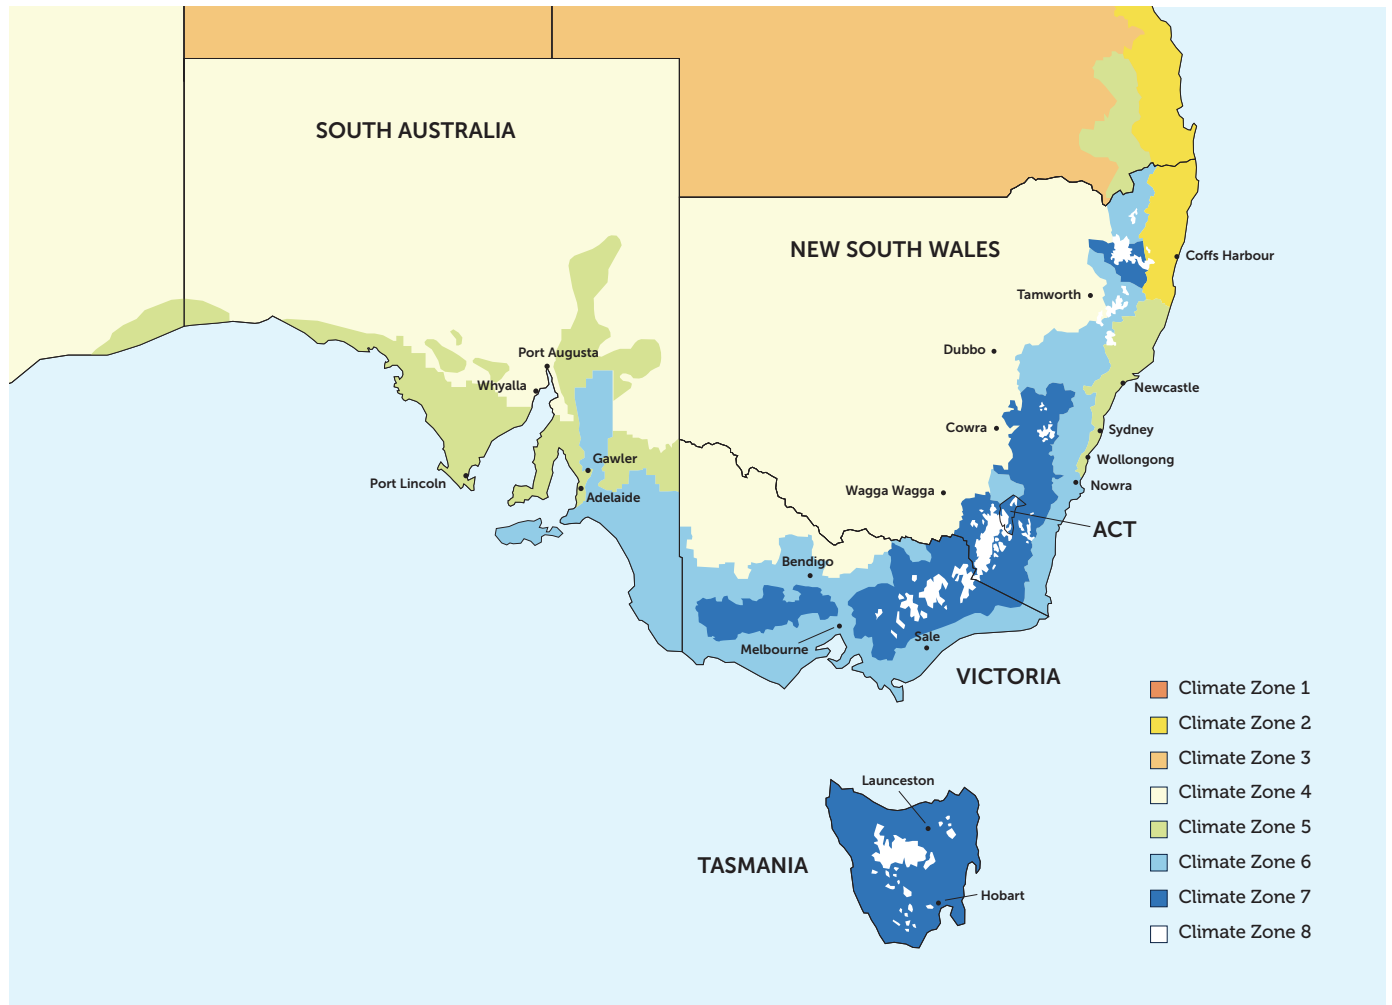 SOUTH AUSTRALIA
NEW SOUTH WALES
Coffs Harbour
Tamworth
Dubbo
Port Augusta
Whyalla
Newcastle
Cowra
Sydney
Gawler
Wollongong
Port Lincoln
Adelaide
Wagga Wagga
Nowra
ACT
Bendigo
Sale
Melbourne
VICTORIA
Climate Zone 1
Climate Zone 2
Climate Zone 3
Climate Zone 4
Climate Zone 5
Climate Zone 6
Climate Zone 7
Climate Zone 8
Launceston
TASMANIA
Hobart